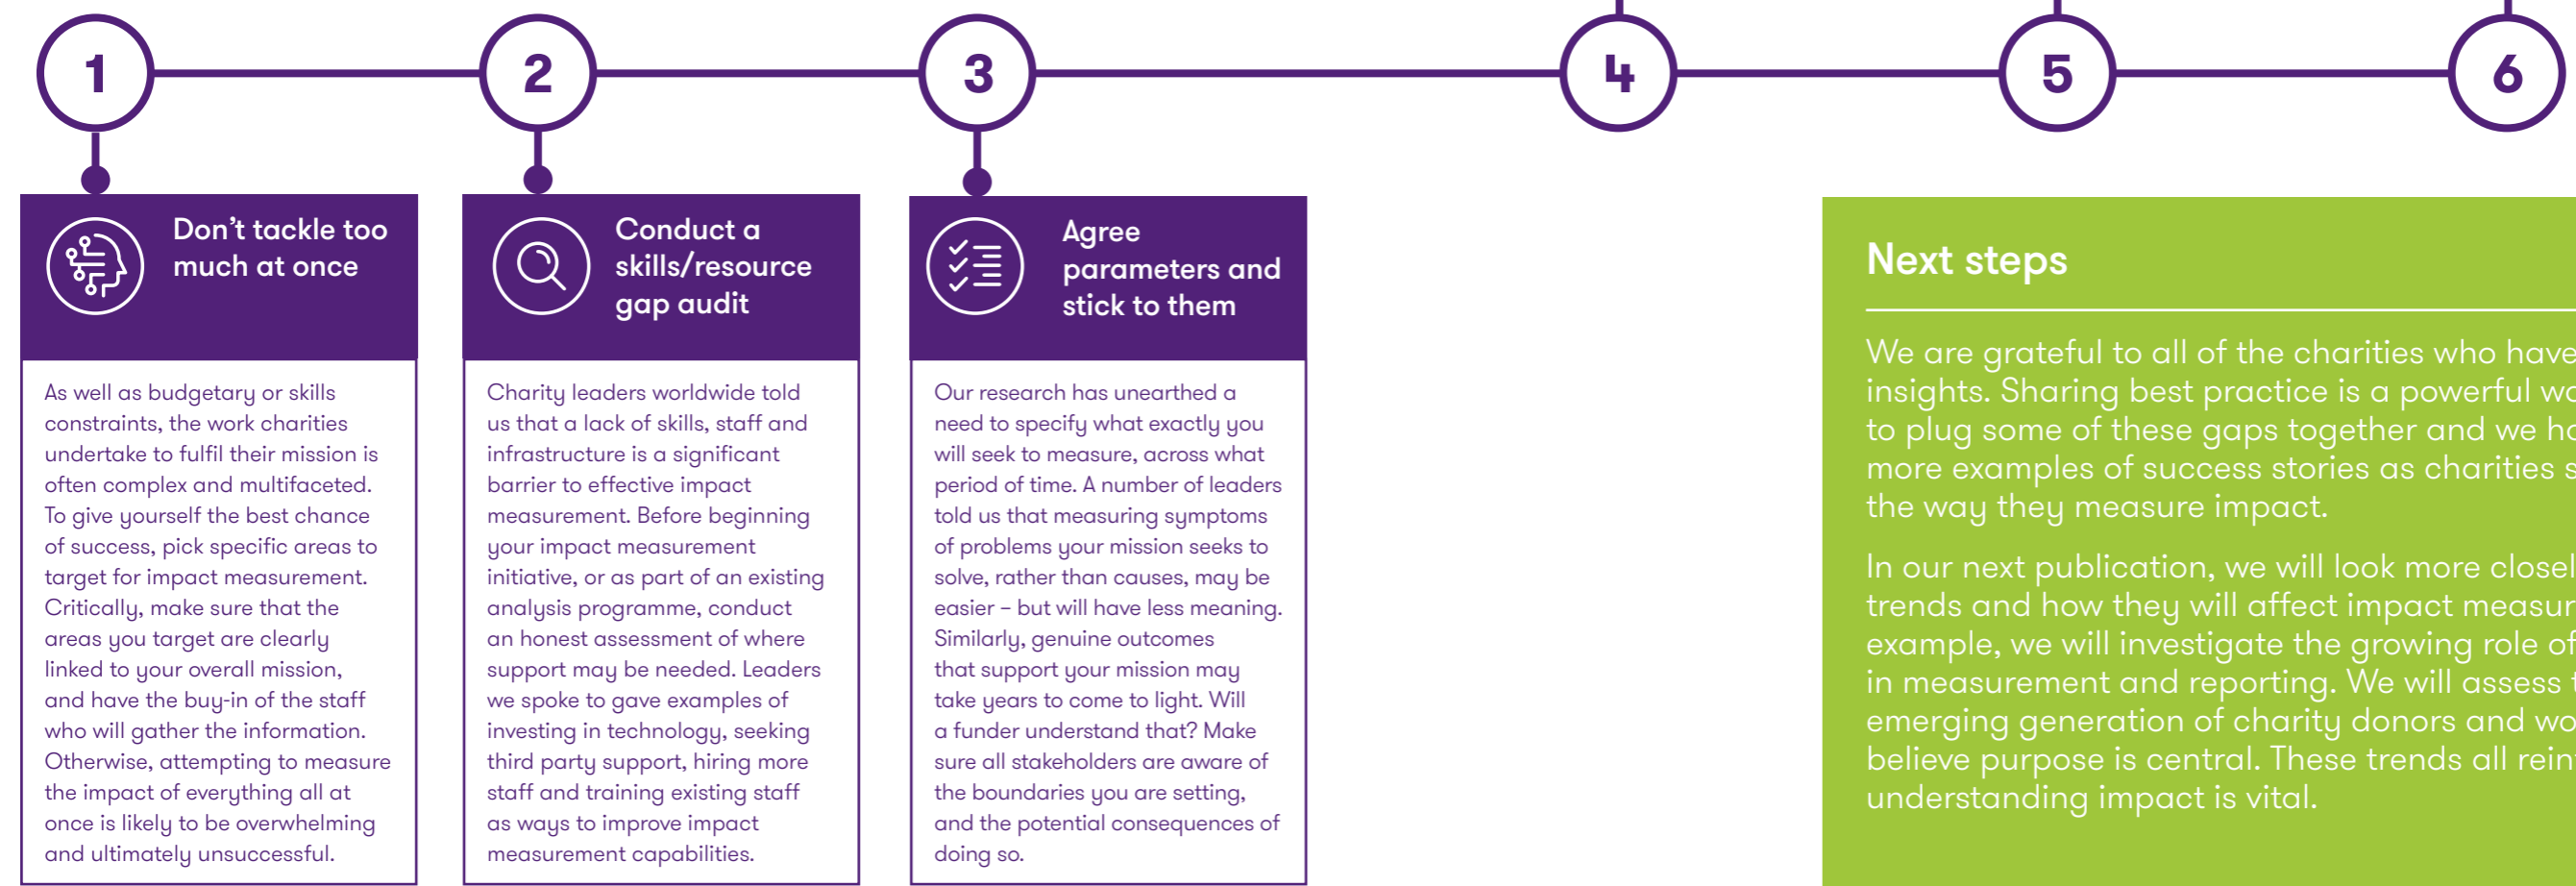 1
2
3
4
5
6
Don't tackle too
much at once
As well as budgetary or skills
constraints, the work charities
undertake to fulfil their mission is
often complex and multifaceted.
To give yourself the best chance
of success, pick specific areas to
target for impact measurement.
Critically, make sure that the
areas you target are clearly
linked to your overall mission,
and have the buy-in of the staff
who will gather the information.
Otherwise, attempting to measure
the impact of everything all at
once is likely to be overwhelming
and ultimately unsuccessful.
Conduct a
skills/resource
gap audit
Charity leaders worldwide told
us that a lack of skills, staff and
infrastructure is a significant
barrier to effective impact
measurement. Before beginning
your impact measurement
initiative, or as part of an existing
analysis programme, conduct
an honest assessment of where
support may be needed. Leaders
we spoke to gave examples of
investing in technology, seeking
third party support, hiring more
staff and training existing staff
as ways to improve impact
measurement capabilities.
Agree
parameters and
stick to them
Our research has unearthed a
need to specify what exactly you
will seek to measure, across what
period of time. A number of leaders
told us that measuring symptoms
of problems your mission seeks to
solve, rather than causes, may be
easier – but will have less meaning.
Similarly, genuine outcomes
that support your mission may
take years to come to light. Will
a funder understand that? Make
sure all stakeholders are aware of
the boundaries you are setting,
and the potential consequences of
doing so.
Next steps
We are grateful to all of the charities who have
insights. Sharing best practice is a powerful
to plug some of these gaps together and we
more examples of success stories as charities
the way they measure impact.
In our next publication, we will look more
trends and how they will affect impact
example, we will investigate the growing role of
in measurement and reporting. We will assess
emerging generation of charity donors and
believe purpose is central. These trends all
understanding impact is vital.